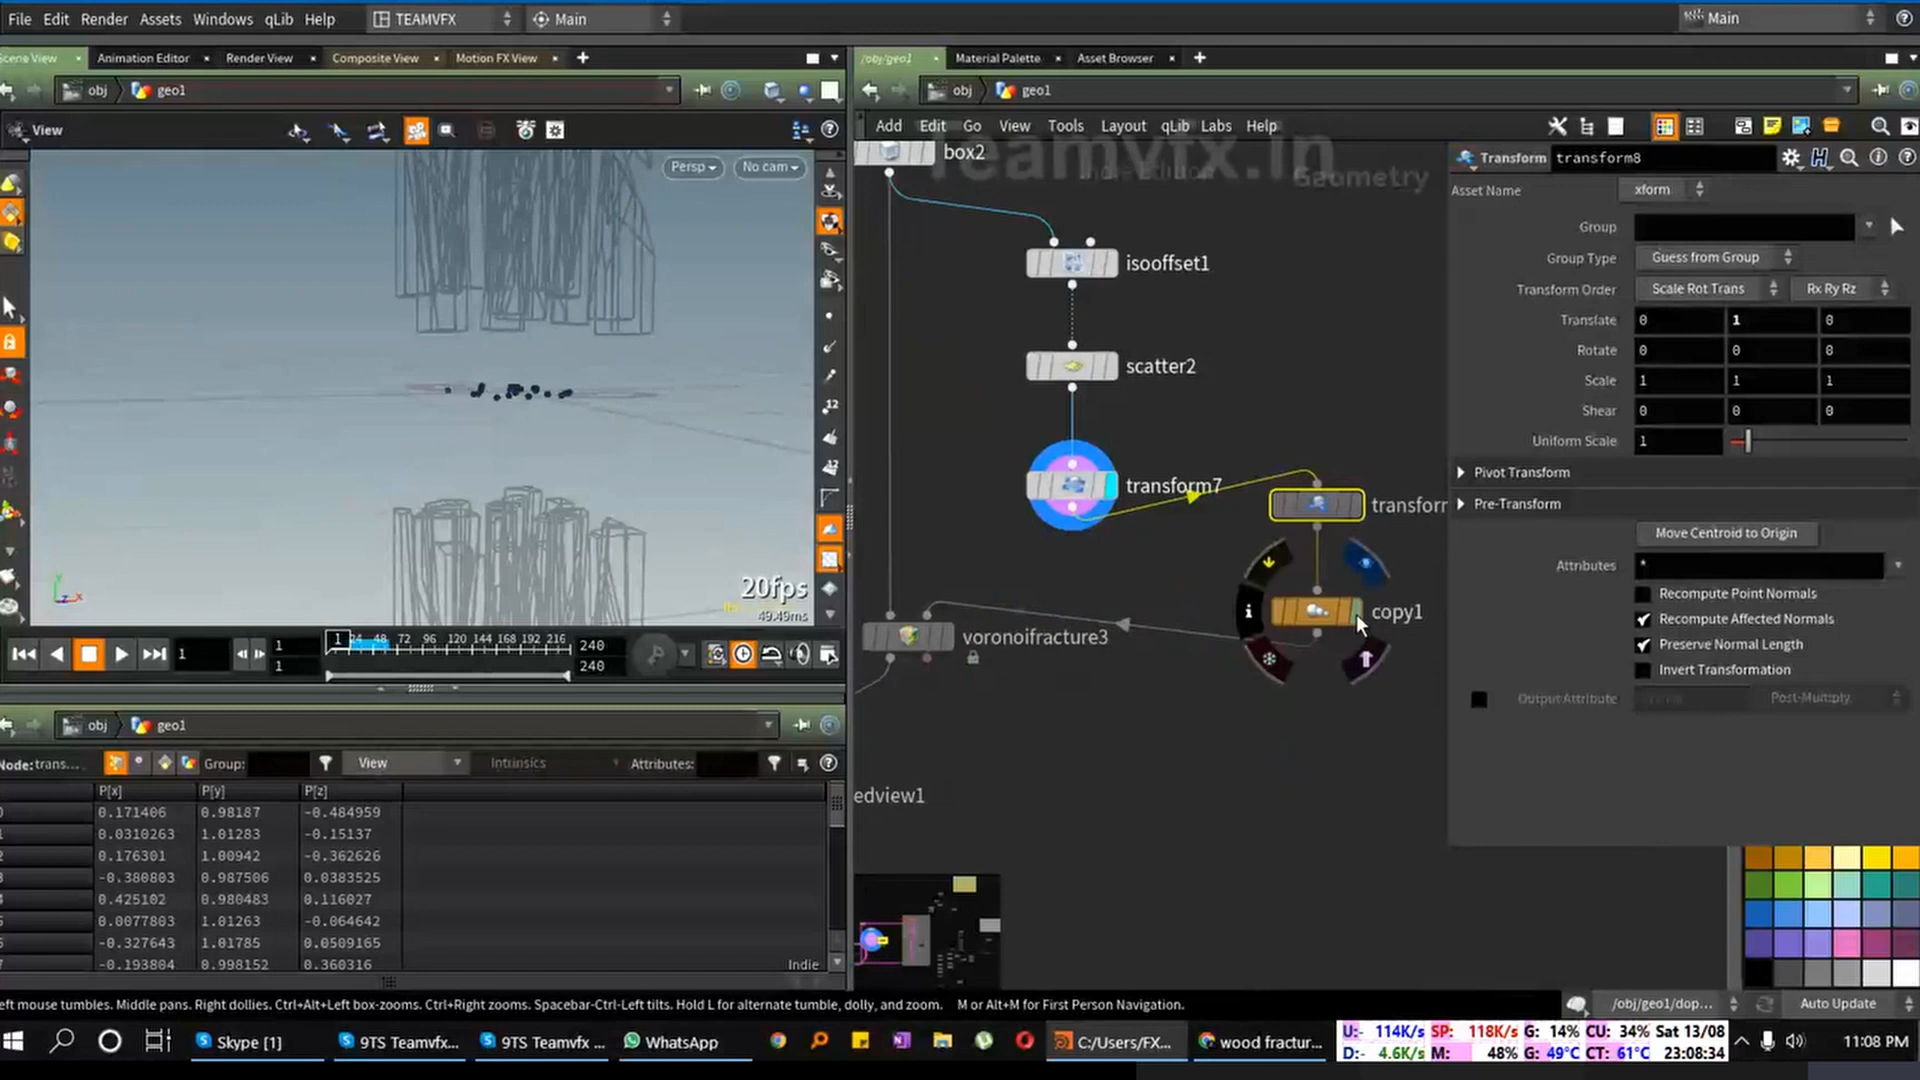 File Edit Render Assets Windows qLib Help TEAMVFX Main Main
Scene View Animation Editor Render View Composite View Motion FX View
/obj/geo1 Material Palette Asset Browser
obj geo1
obj geo1
View
Add Edit Go View Tools Layout qLib Labs Help
Persp No cam
20fps
49.49ms
Teamvfx.in
Indie Edition
Geometry
box2
isooffset1
scatter2
transform7
transform
copy1
voronoifracture3
edview1
Transform transform8
Asset Name xform
Group
Group Type Guess from Group
Transform Order Scale Rot Trans Rx Ry Rz
Translate 0 1 0
Rotate 0 0 0
Scale 1 1 1
Shear 0 0 0
Uniform Scale 1
Pivot Transform
Pre-Transform
Move Centroid to Origin
Attributes *
Recompute Point Normals
Recompute Affected Normals
Preserve Normal Length
Invert Transformation
Output Attribute Post-Multiply
1 1 1 1 24 48 72 96 120 144 168 192 216 240 240
obj geo1
Node: trans... Group: View Intrinsics Attributes:
P[x] P[y] P[z]
0.171406 0.98187 -0.484959
0.0310263 1.01283 -0.15137
0.176301 1.00942 -0.362626
-0.380803 0.987506 0.0383525
0.425102 0.980483 0.116027
0.0077803 1.01263 -0.064642
-0.327643 1.01785 0.0509165
-0.193804 0.998152 0.360316
Indie
eft mouse tumbles. Middle pans. Right dollies. Ctrl+Alt+Left box-zooms. Ctrl+Right zooms. Spacebar-Ctrl-Left tilts. Hold L for alternate tumble, dolly, and zoom. M or Alt+M for First Person Navigation.
/obj/geo1/dop... Auto Update
Skype [1] 9TS Teamvfx... 9TS Teamvfx ... WhatsApp C:/Users/FX... wood fractur...
U:- 114K/s SP: 118K/s G: 14% CU: 34% Sat 13/08
D:- 4.6K/s M: 48% G: 49°C CT: 61°C 23:08:34
11:08 PM